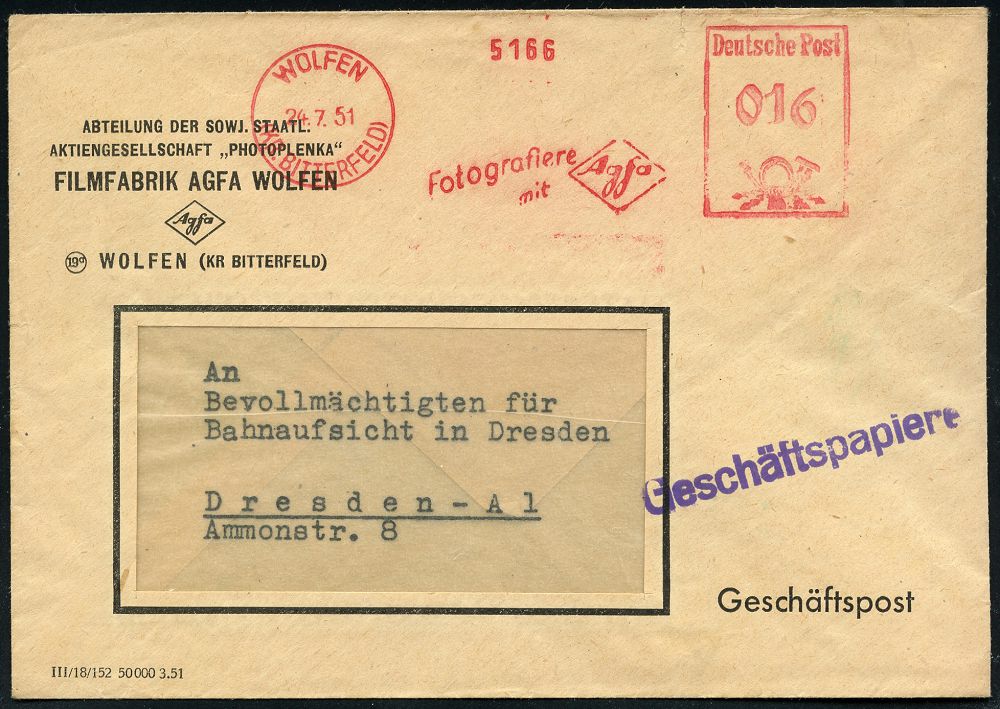 5166
WOLFEN
24.7.51
(KR. BITTERFELD)
Deutsche Post
016
Fotografiere
mit
Agfa
ABTEILUNG DER SOWJ. STAATL.
AKTIENGESELLSCHAFT „PHOTOPLENKA“
FILMFABRIK AGFA WOLFEN
Agfa
19a WOLFEN (KR BITTERFELD)
An
Bevollmächtigten für
Bahnaufsicht in Dresden
Dresden-A1
Ammonstr. 8
Geschäftspapiere
Geschäftspost
III/18/152 50000 3.51